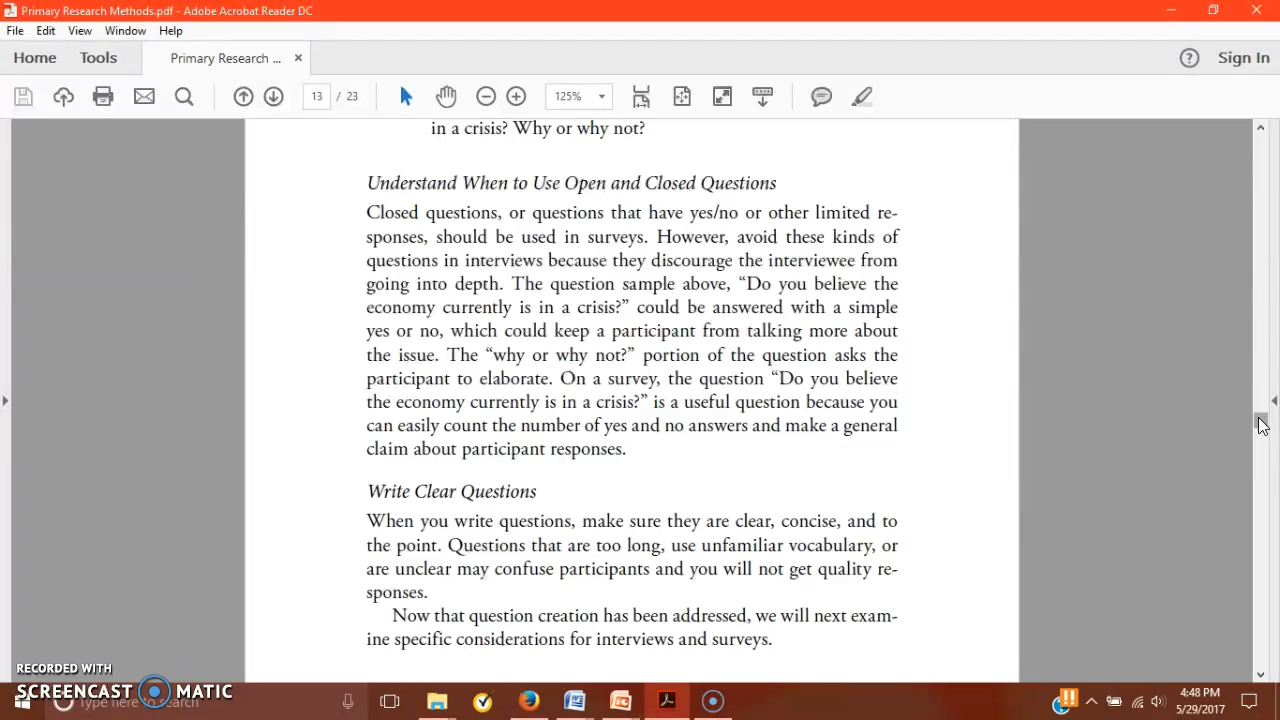 Primary Research Methods.pdf - Adobe Acrobat Reader DC
File Edit View Window Help
Home Tools Primary Research ... × ? Sign In
13 / 23 125%
in a crisis? Why or why not?
Understand When to Use Open and Closed Questions
Closed questions, or questions that have yes/no or other limited re-
sponses, should be used in surveys. However, avoid these kinds of
questions in interviews because they discourage the interviewee from
going into depth. The question sample above, “Do you believe the
economy currently is in a crisis?” could be answered with a simple
yes or no, which could keep a participant from talking more about
the issue. The “why or why not?” portion of the question asks the
participant to elaborate. On a survey, the question “Do you believe
the economy currently is in a crisis?” is a useful question because you
can easily count the number of yes and no answers and make a general
claim about participant responses.
Write Clear Questions
When you write questions, make sure they are clear, concise, and to
the point. Questions that are too long, use unfamiliar vocabulary, or
are unclear may confuse participants and you will not get quality re-
sponses.
Now that question creation has been addressed, we will next exam-
ine specific considerations for interviews and surveys.
RECORDED WITH
SCREENCAST MATIC
Type here to search
4:48 PM
5/29/2017